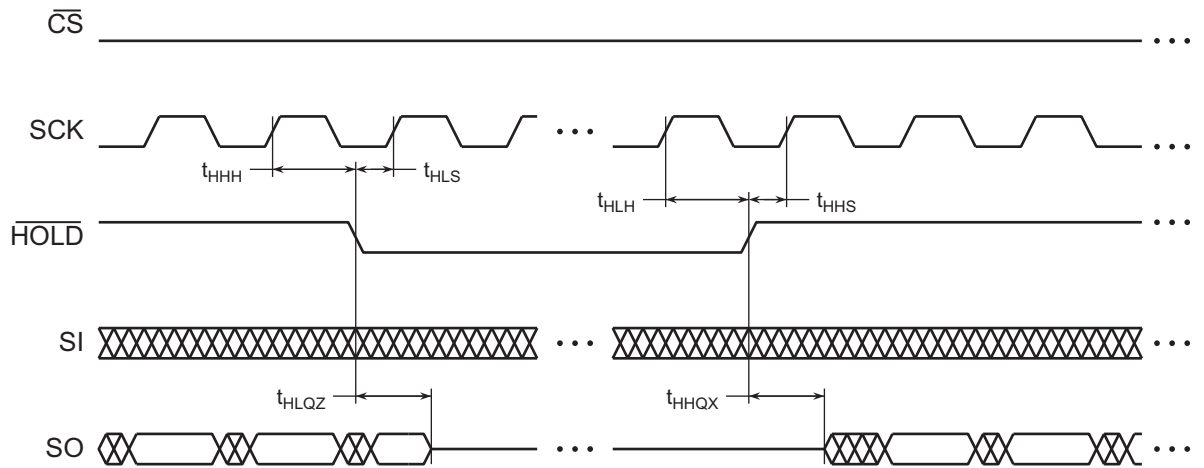 CS
SCK
tHHH
tHLS
tHLH
tHHS
HOLD
SI
tHLQZ
tHHQX
SO